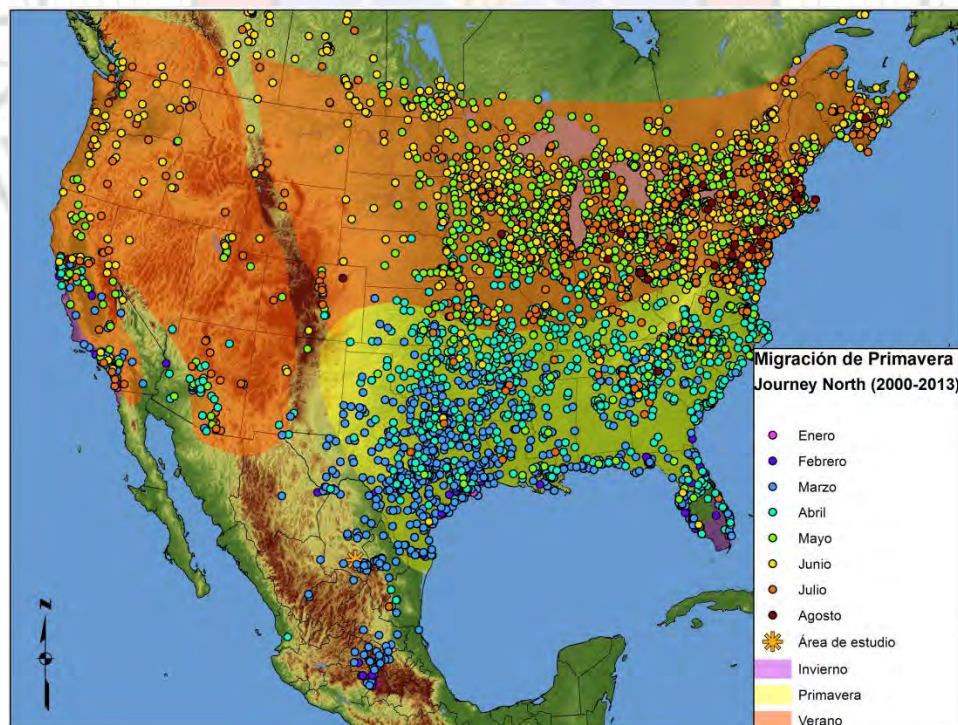 Migración de Primavera
Journey North (2000-2013)
Enero
Febrero
Marzo
Abril
Mayo
Junio
Julio
Agosto
Área de estudio
Invierno
Primavera
Verano
N